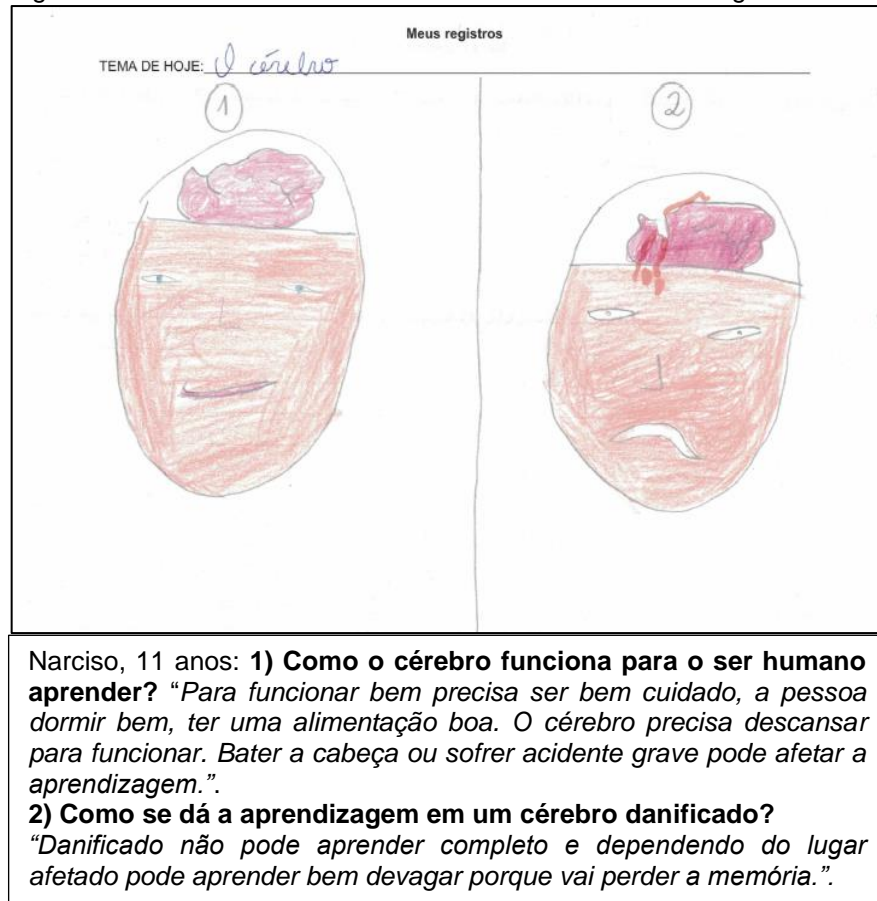 Meus registros
TEMA DE HOJE: O cérebro
1
2
Narciso, 11 anos: 1) Como o cérebro funciona para o ser humano
aprender? “Para funcionar bem precisa ser bem cuidado, a pessoa
dormir bem, ter uma alimentação boa. O cérebro precisa descansar
para funcionar. Bater a cabeça ou sofrer acidente grave pode afetar a
aprendizagem.”.
2) Como se dá a aprendizagem em um cérebro danificado?
“Danificado não pode aprender completo e dependendo do lugar
afetado pode aprender bem devagar porque vai perder a memória.”.